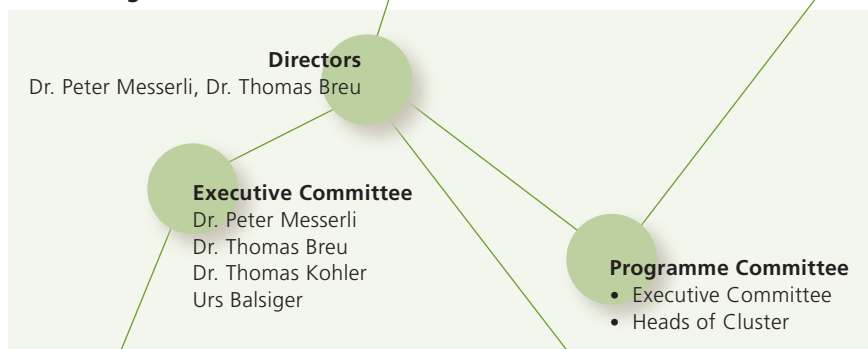 Directors
Dr. Peter Messerli, Dr. Thomas Breu
Executive Committee
Dr. Peter Messerli
Dr. Thomas Breu
Dr. Thomas Kohler
Urs Balsiger
Programme Committee
• Executive Committee
• Heads of Cluster